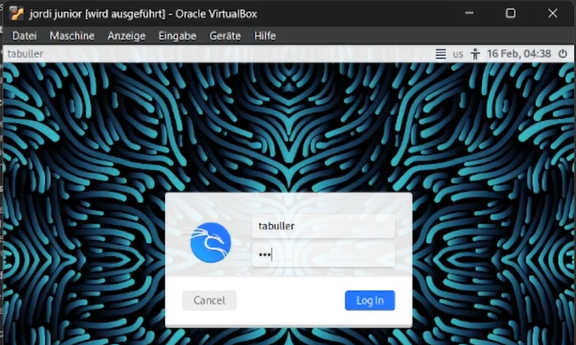 jordi junior [wird ausgeführt] - Oracle VirtualBox
Datei Maschine Anzeige Eingabe Geräte Hilfe
tabuller us 16 Feb, 04:38
tabuller
•••
Cancel Log In